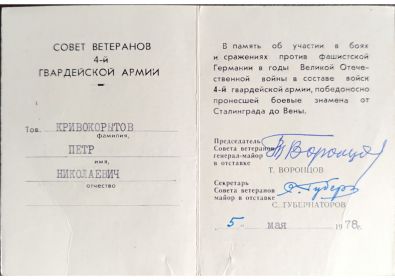 СОВЕТ ВЕТЕРАНОВ
4-й
ГВАРДЕЙСКОЙ АРМИИ
Тов. КРИВОКОРЫТОВ
фамилия,
ПЕТР
имя,
НИКОЛАЕВИЧ
отчество
В память об участии в боях
и сражениях против фашистской
Германии в годы Великой Отече-
ственной войны в составе войск
4-й гвардейской армии, победоносно
пронесшей боевые знамена от
Сталинграда до Вены.
Председатель
Совета ветеранов
генерал-майор
в отставке
Т. Воронцов
Т. ВОРОНЦОВ
Секретарь
Совета ветеранов
майор в отставке
С. ГУБЕРНАТОРОВ
5 мая 1978г.